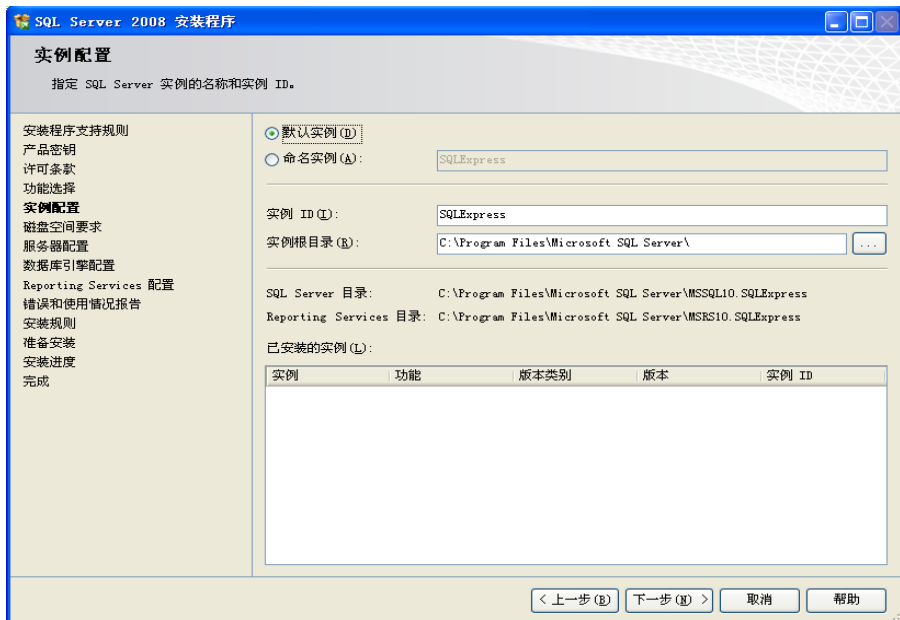 SQL Server 2008 安装程序
实例配置
指定 SQL Server 实例的名称和实例 ID。
安装程序支持规则
产品密钥
许可条款
功能选择
实例配置
磁盘空间要求
服务器配置
数据库引擎配置
Reporting Services 配置
错误和使用情况报告
安装规则
准备安装
安装进度
完成
默认实例(D)
命名实例(A): SQLExpress
实例 ID(I): SQLExpress
实例根目录(R): C:\Program Files\Microsoft SQL Server\ ...
SQL Server 目录: C:\Program Files\Microsoft SQL Server\MSSQL10.SQLExpress
Reporting Services 目录: C:\Program Files\Microsoft SQL Server\MSRS10.SQLExpress
已安装的实例(L):
实例 功能 版本类别 版本 实例 ID
< 上一步(B) 下一步(N) > 取消 帮助